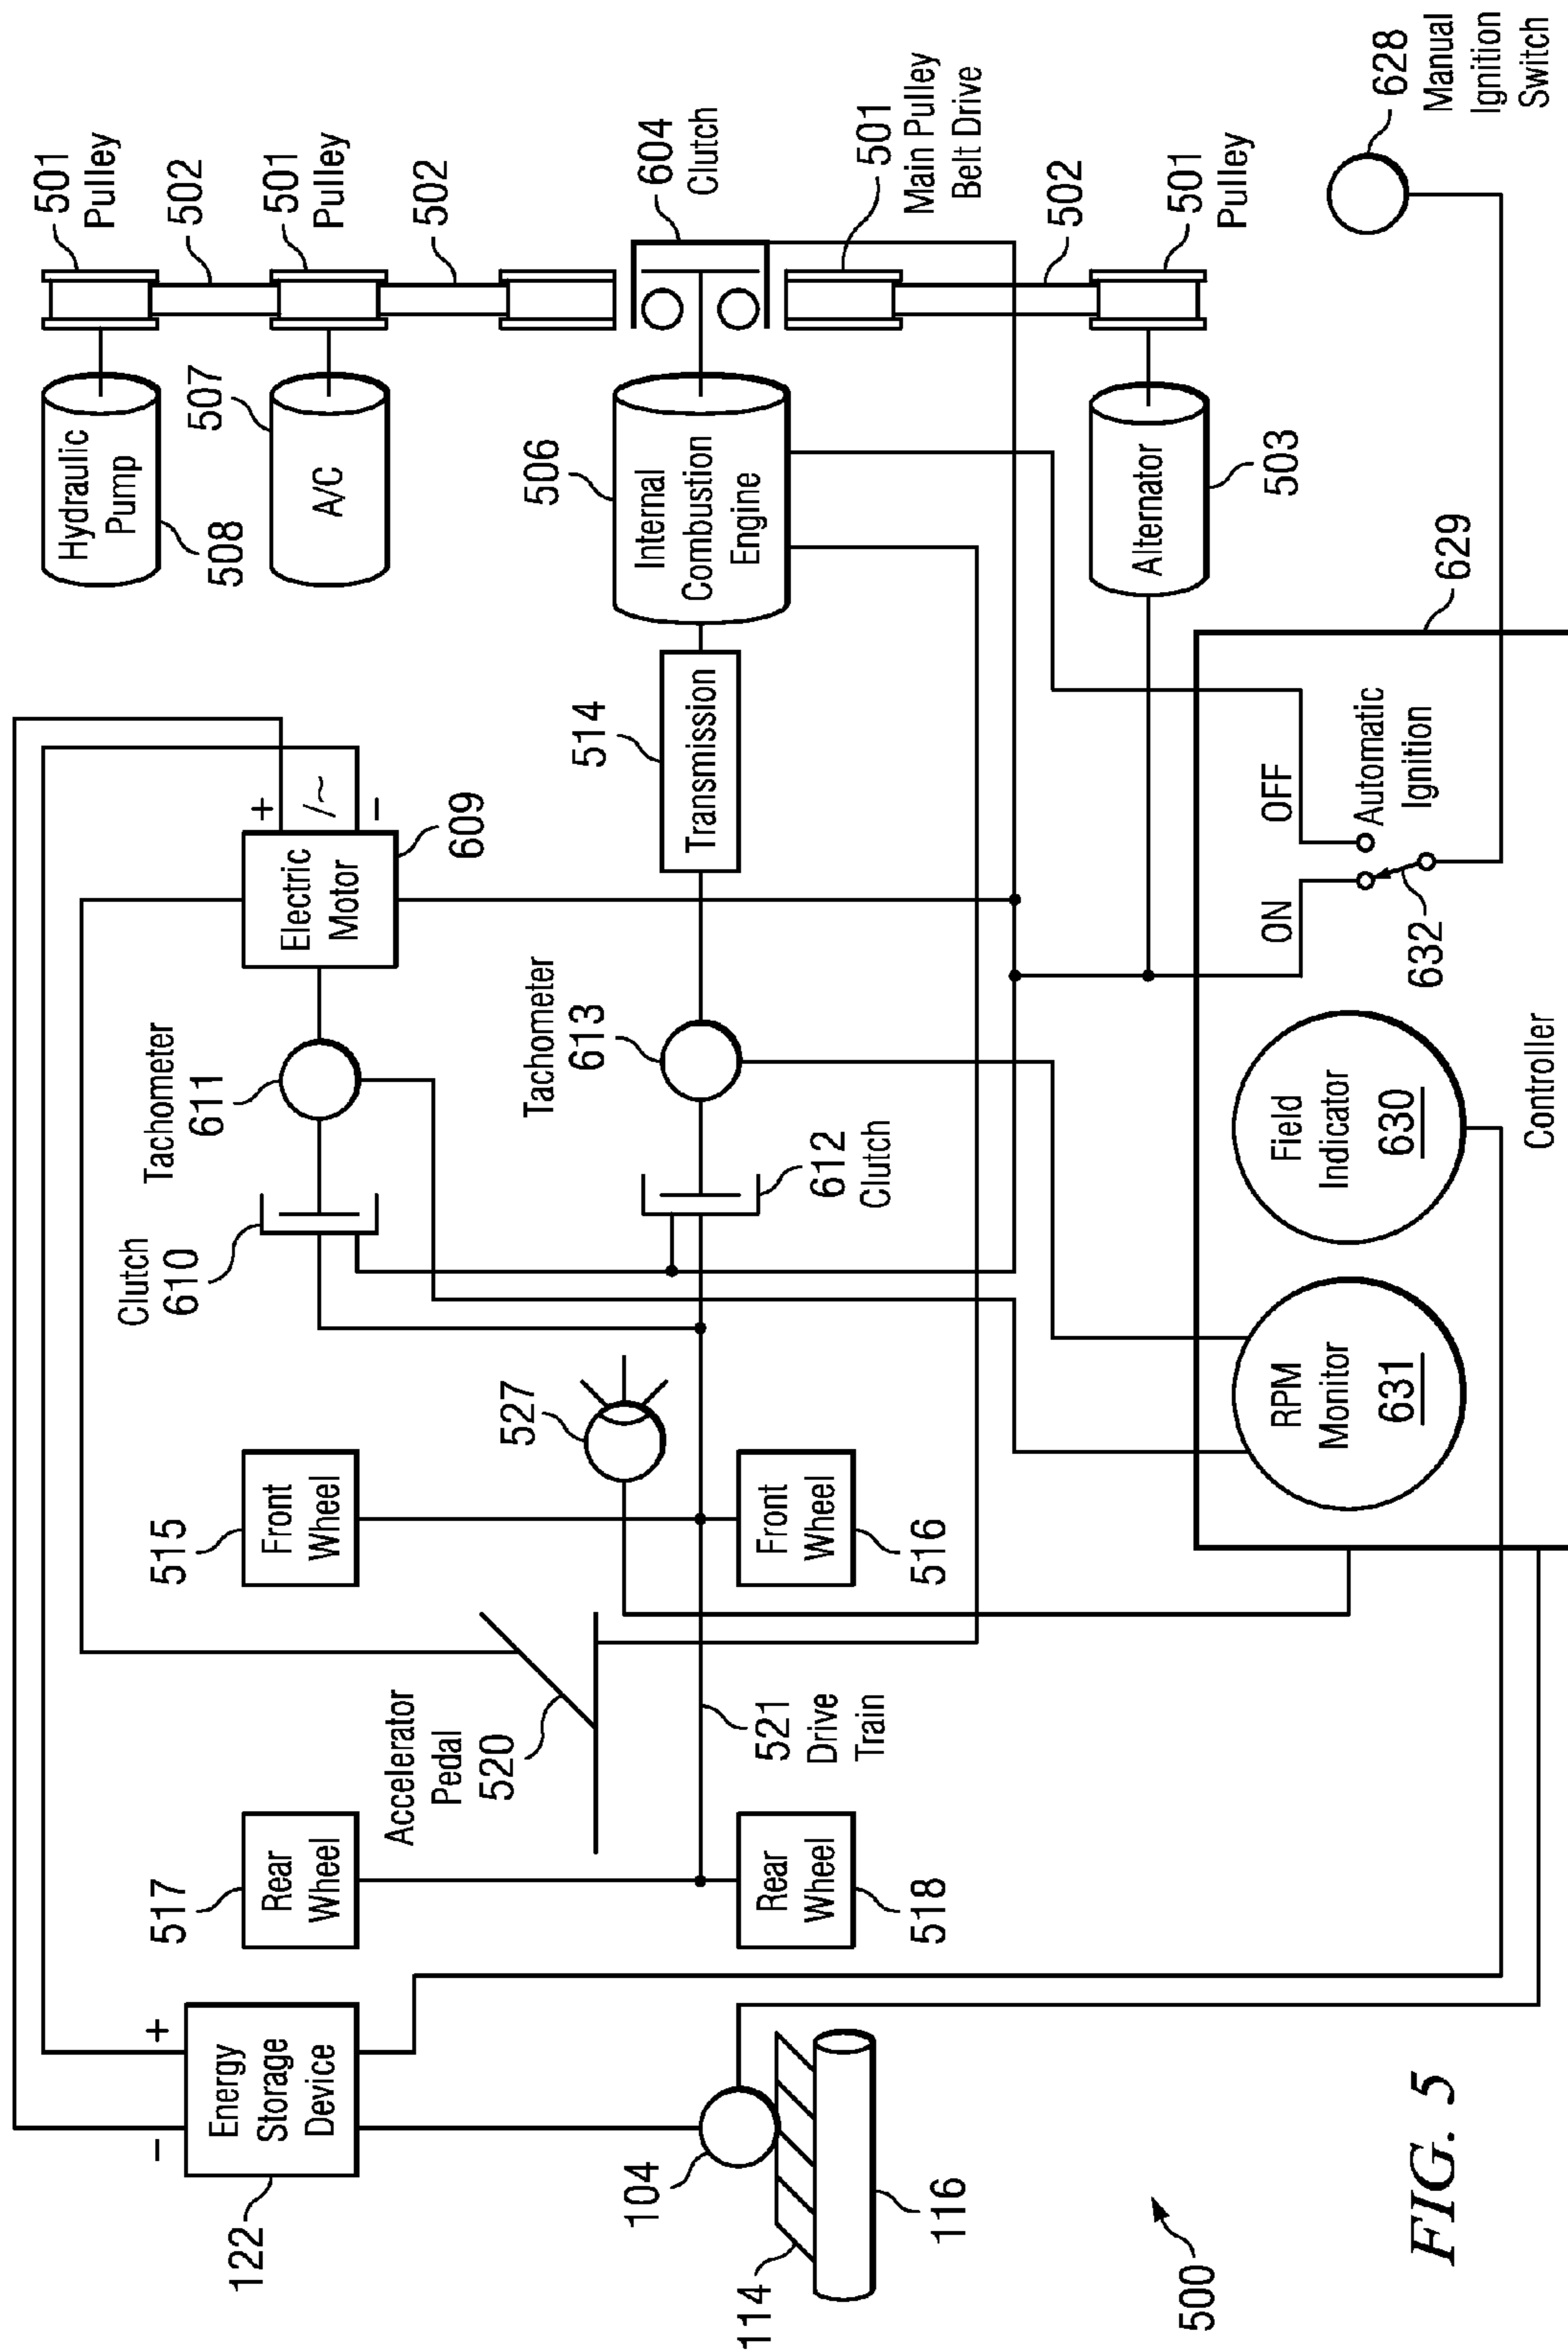 122
Energy
Storage
Device
−
+
517
Rear
Wheel
515
Front
Wheel
Clutch
610
Tachometer
611
Electric
Motor
609
+
/~
−
Hydraulic
Pump
508
501
Pulley
502
A/C
507
501
Pulley
502
Accelerator
Pedal
520
527
Tachometer
613
514
Transmission
506
Internal
Combustion
Engine
604
Clutch
104
114
116
Rear
Wheel
518
521
Drive
Train
Front
Wheel
516
612
Clutch
501
Main Pulley
Belt Drive
502
Alternator
503
501
Pulley
RPM
Monitor
631
Field
Indicator
630
Controller
ON
OFF
632
Automatic
Ignition
629
628
Manual
Ignition
Switch
500
FIG. 5